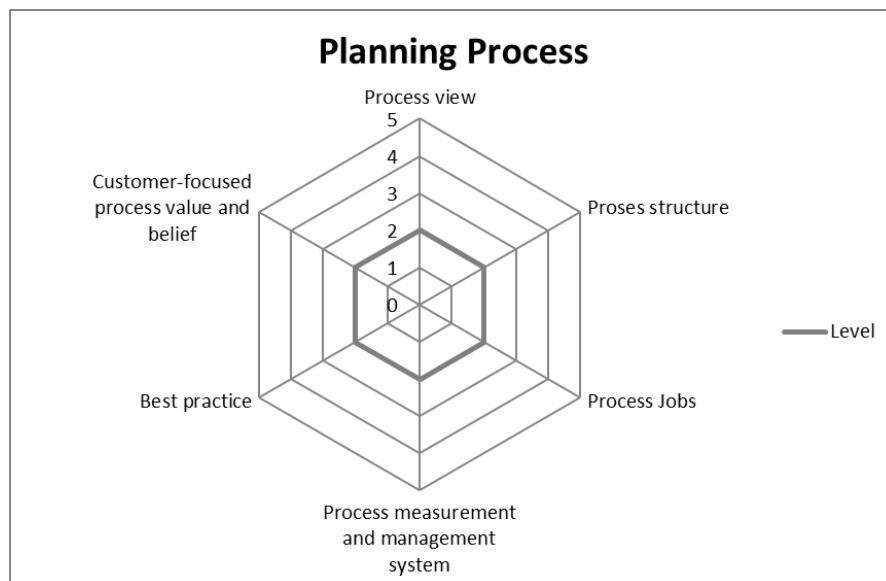 Planning Process
Process view
5
4
3
2
1
0
Customer-focused
process value and
belief
Proses structure
Level
Best practice
Process Jobs
Process measurement
and management
system